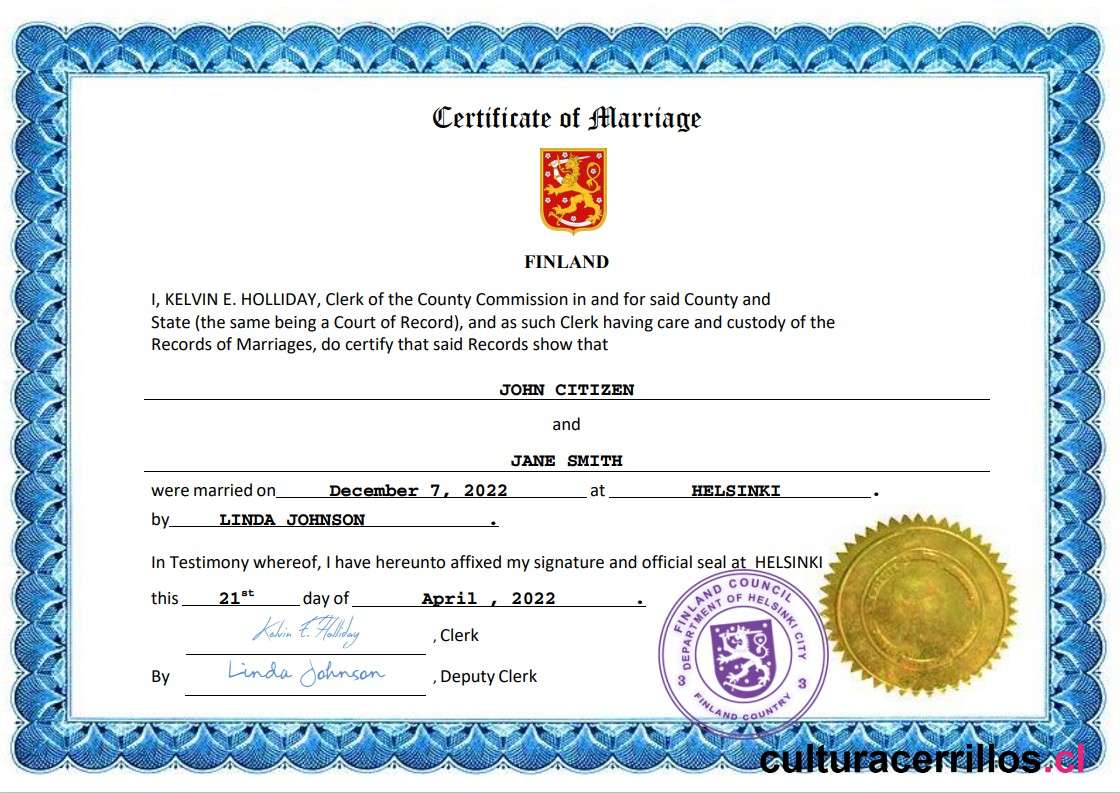 Certificate of Marriage
FINLAND
I, KELVIN E. HOLLIDAY, Clerk of the County Commission in and for said County and
State (the same being a Court of Record), and as such Clerk having care and custody of the
Records of Marriages, do certify that said Records show that
JOHN CITIZEN
and
JANE SMITH
were married on December 7, 2022 at HELSINKI .
by LINDA JOHNSON .
In Testimony whereof, I have hereunto affixed my signature and official seal at HELSINKI
this 21st day of April , 2022 .
Kelvin E. Holliday , Clerk
By Linda Johnson , Deputy Clerk
FINLAND COUNCIL
DEPARTMENT OF HELSINKI CITY
3 3
FINLAND COUNTRY
culturacerrillos.cl